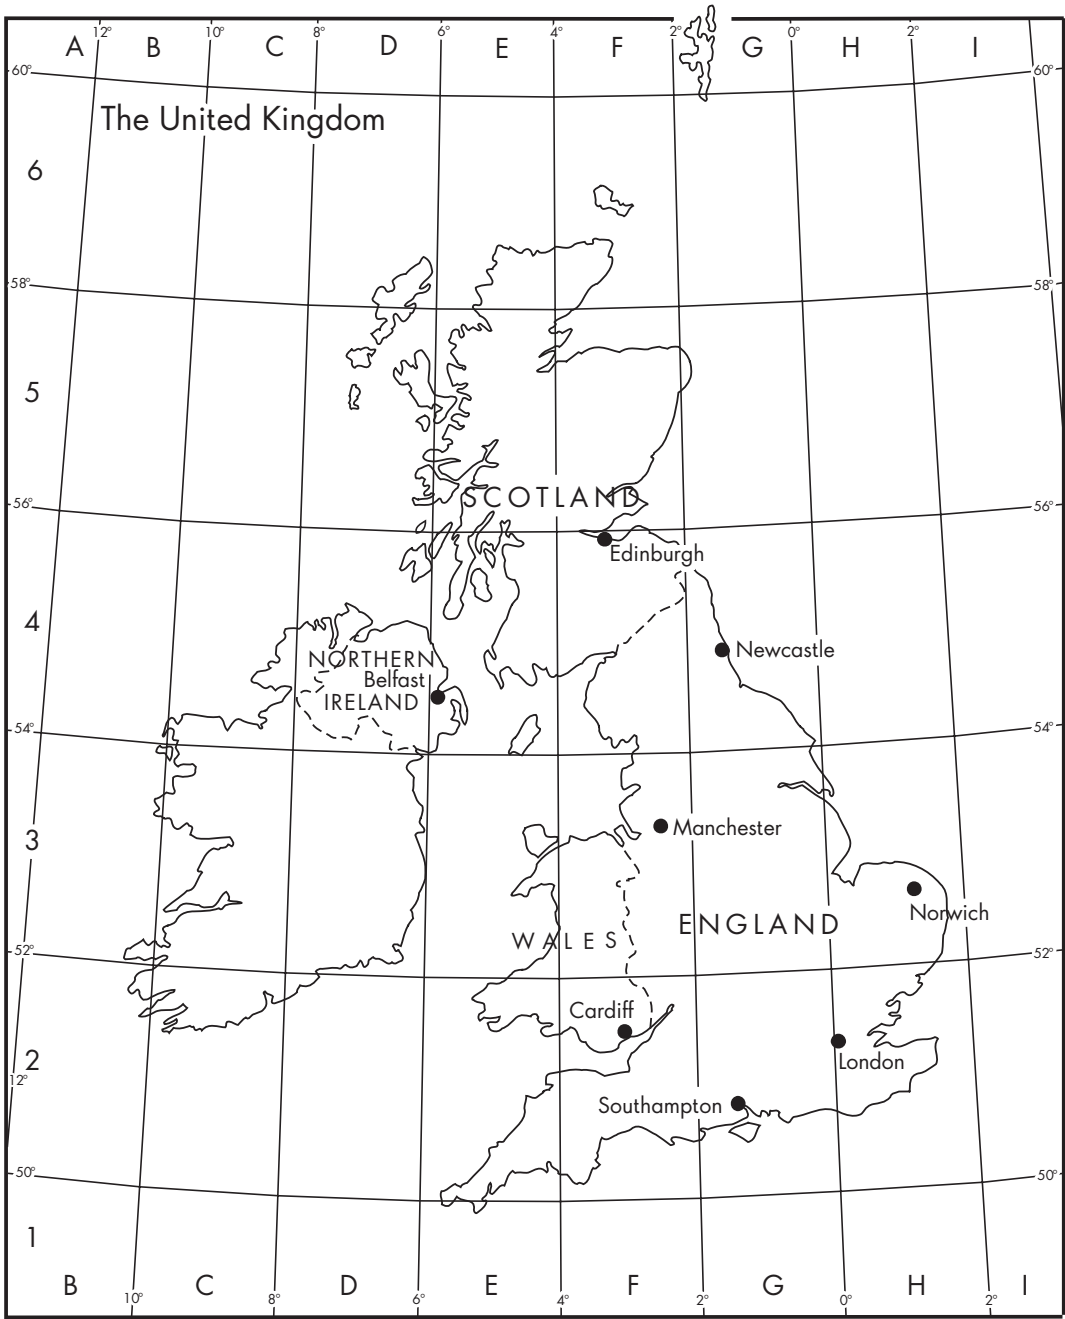 A 12° B 10° C 8° D 6° E 4° F 2° G 0° H 2° I
60° 60°
The United Kingdom
6
58° 58°
5
SCOTLAND
56° 56°
Edinburgh
4
Newcastle
NORTHERN
Belfast
IRELAND
54° 54°
Manchester
3
Norwich
ENGLAND
WALES
52° 52°
Cardiff
2
London
12°
Southampton
50° 50°
1
B 10° C 8° D 6° E 4° F 2° G 0° H 2° I